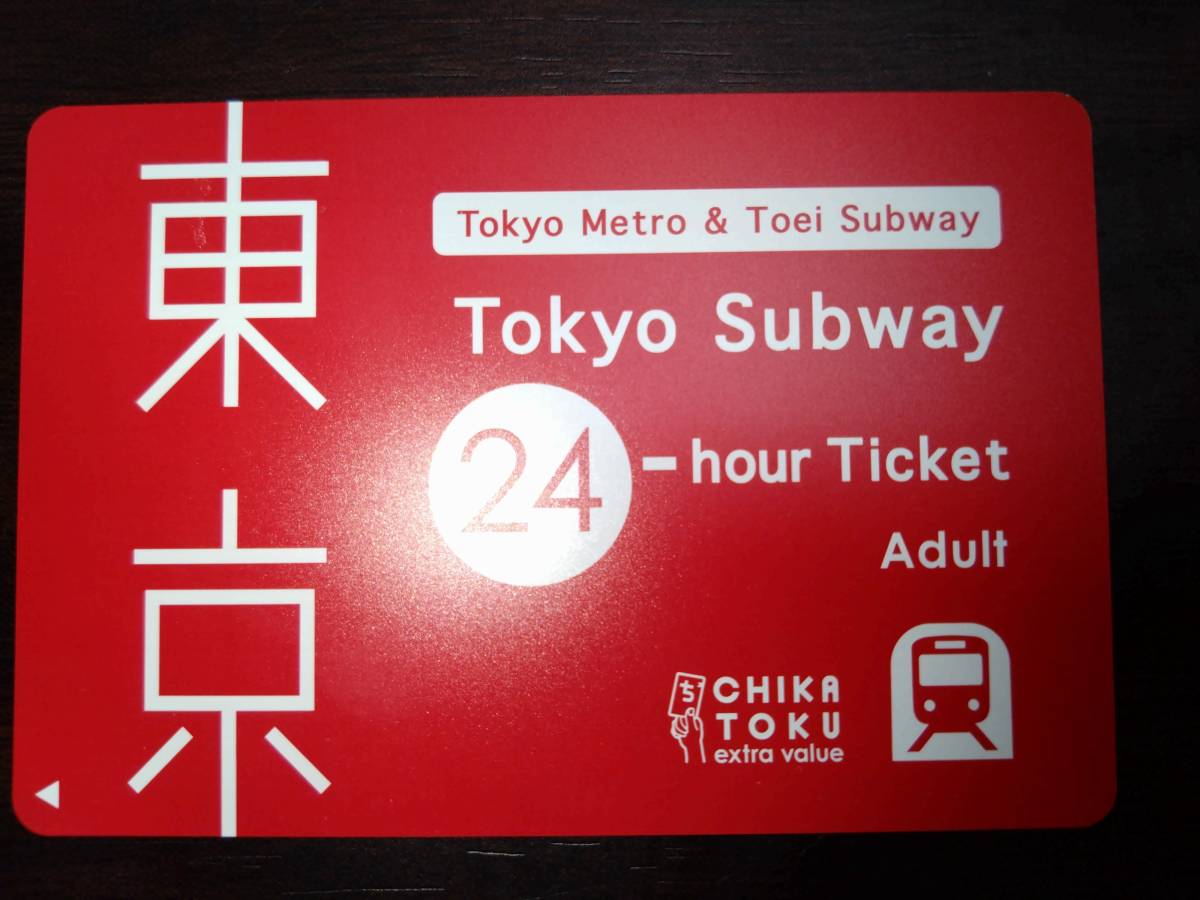 東京
Tokyo Metro & Toei Subway
Tokyo Subway
24-hour Ticket
Adult
ち
CHIKA
TOKU
extra value